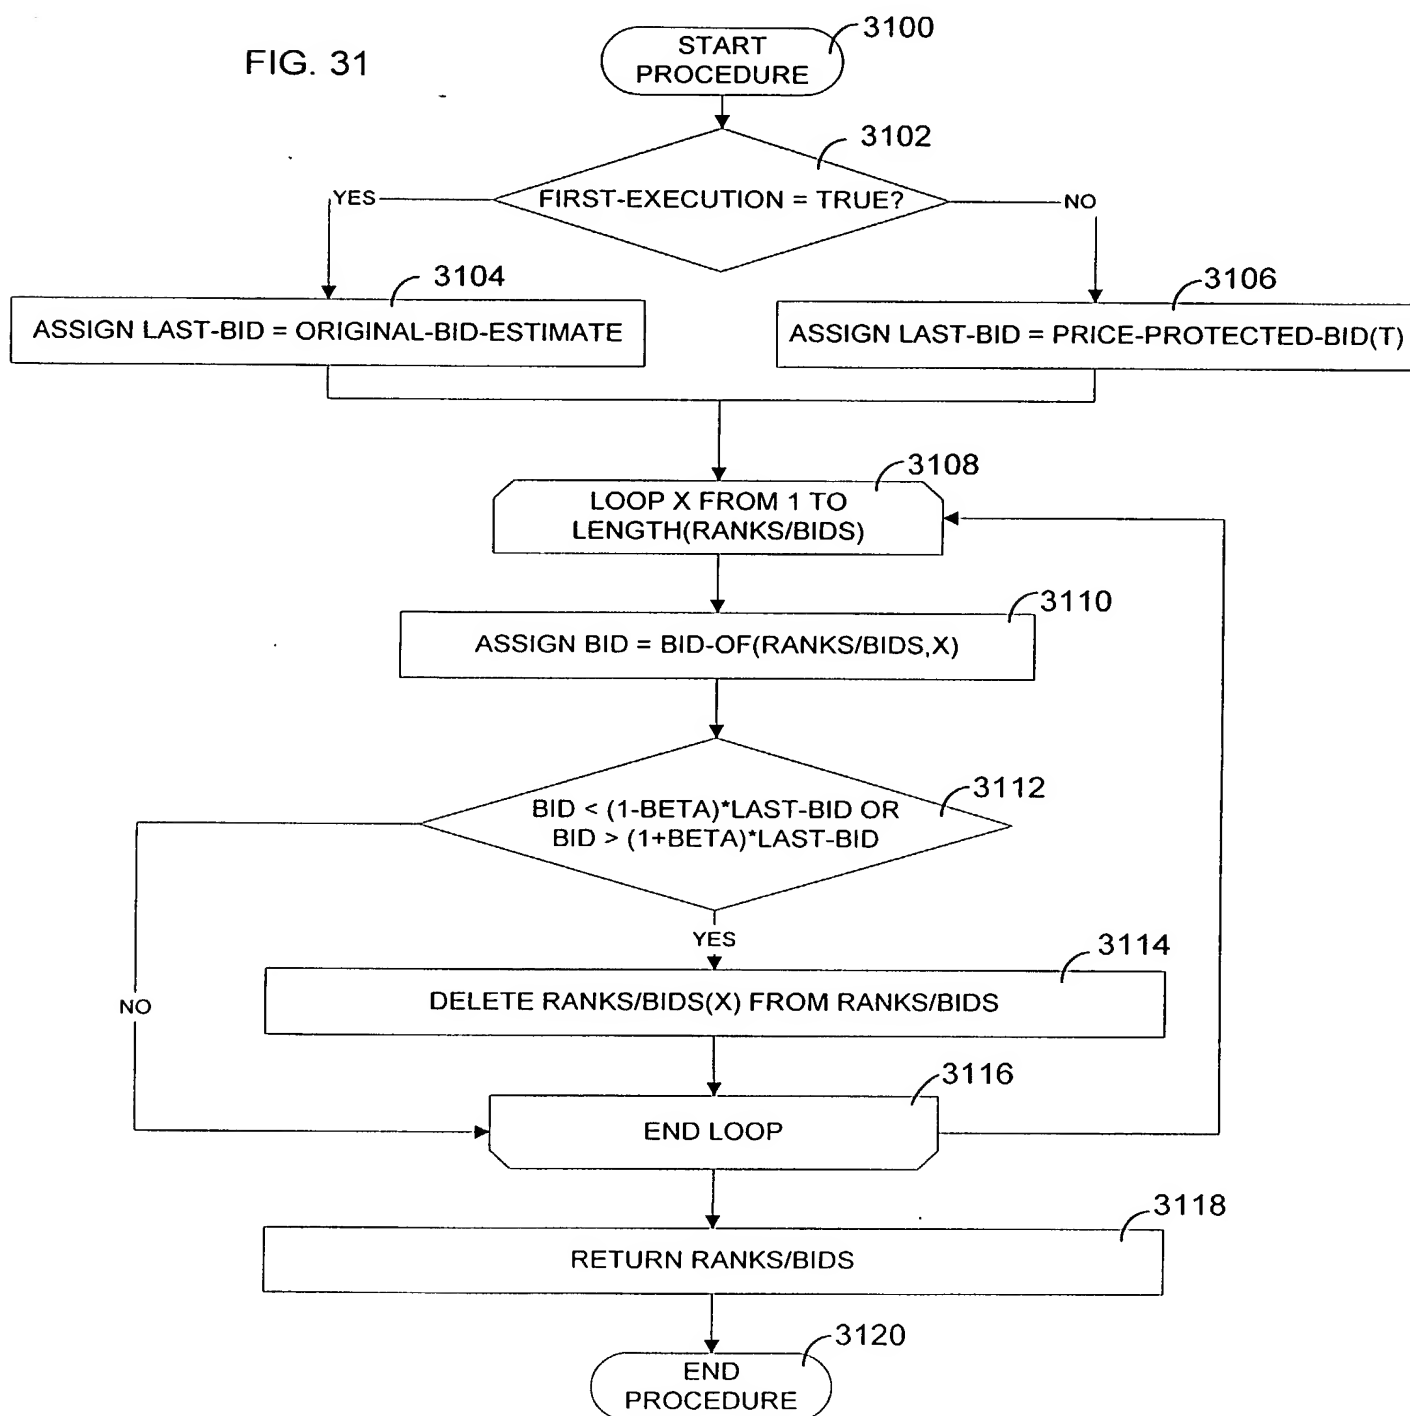 FIG. 31
3100
START
PROCEDURE
3102
FIRST-EXECUTION = TRUE?
YES
NO
3104
ASSIGN LAST-BID = ORIGINAL-BID-ESTIMATE
3106
ASSIGN LAST-BID = PRICE-PROTECTED-BID(T)
3108
LOOP X FROM 1 TO
LENGTH(RANKS/BIDS)
3110
ASSIGN BID = BID-OF(RANKS/BIDS,X)
3112
BID < (1-BETA)*LAST-BID OR
BID > (1+BETA)*LAST-BID
YES
NO
3114
DELETE RANKS/BIDS(X) FROM RANKS/BIDS
3116
END LOOP
3118
RETURN RANKS/BIDS
3120
END
PROCEDURE